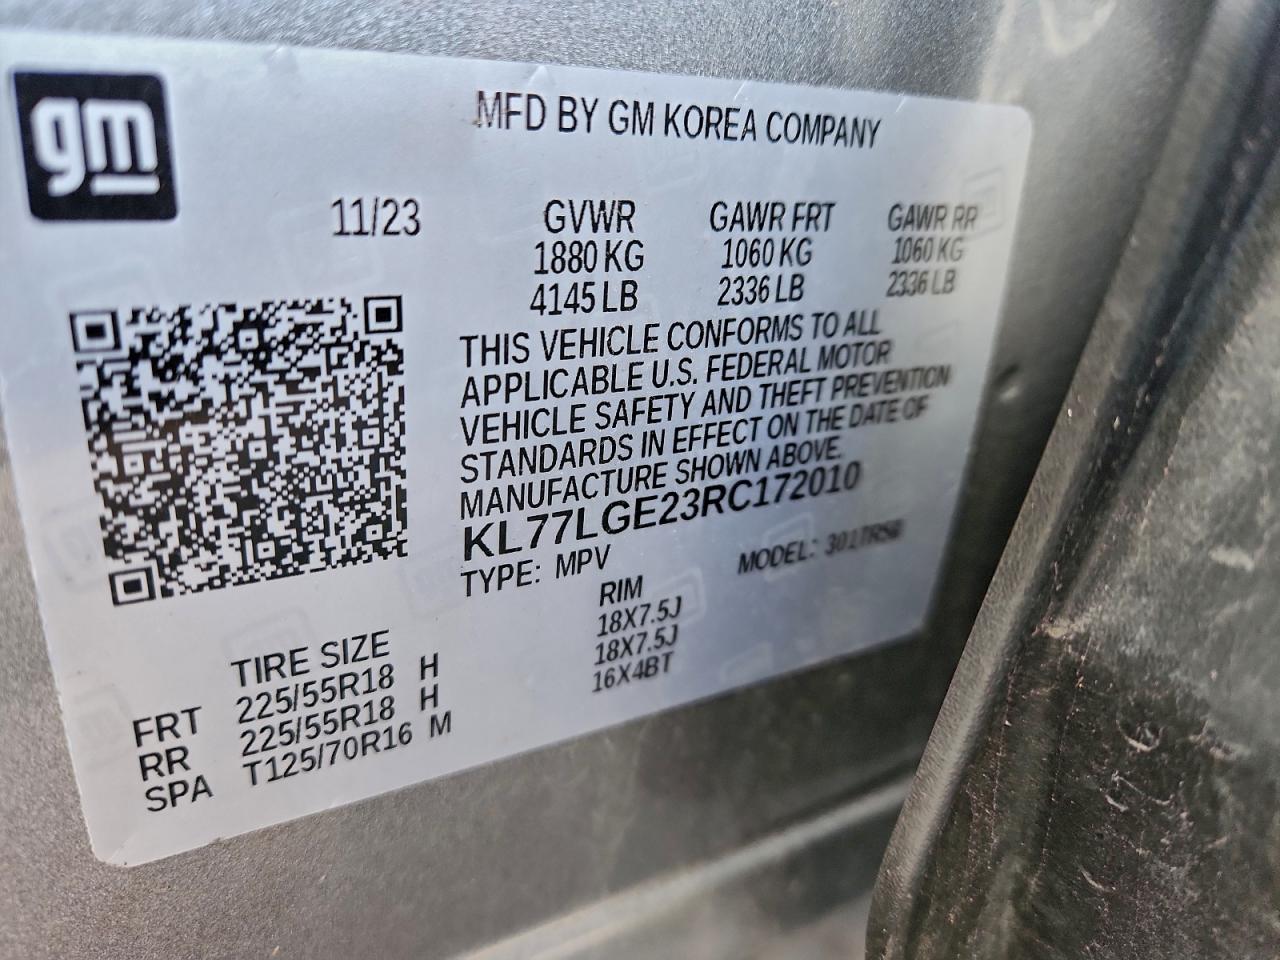 gm
MFD BY GM KOREA COMPANY
11/23 GVWR GAWR FRT GAWR RR
1880 KG 1060 KG 1060 KG
4145 LB 2336 LB 2336 LB
THIS VEHICLE CONFORMS TO ALL
APPLICABLE U.S. FEDERAL MOTOR
VEHICLE SAFETY AND THEFT PREVENTION
STANDARDS IN EFFECT ON THE DATE OF
MANUFACTURE SHOWN ABOVE.
KL77LGE23RC172010
TYPE: MPV MODEL:
TIRE SIZE RIM
FRT 225/55R18 H 18X7.5J
RR 225/55R18 H 18X7.5J
SPA T125/70R16 M 16X4BT